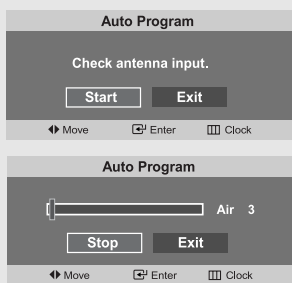 Auto Program
Check antenna input.
Start Exit
Move Enter Clock
Auto Program
Air 3
Stop Exit
Move Enter Clock